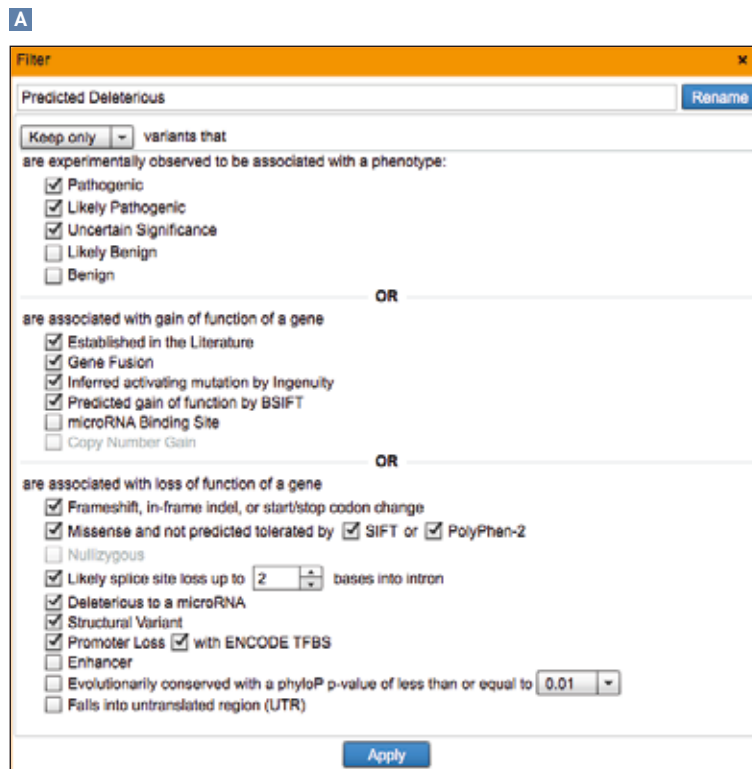 A
Filter ×
Predicted Deleterious Rename
Keep only variants that
are experimentally observed to be associated with a phenotype:
Pathogenic
Likely Pathogenic
Uncertain Significance
Likely Benign
Benign
OR
are associated with gain of function of a gene
Established in the Literature
Gene Fusion
Inferred activating mutation by Ingenuity
Predicted gain of function by BSIFT
microRNA Binding Site
Copy Number Gain
OR
are associated with loss of function of a gene
Frameshift, in-frame indel, or start/stop codon change
Missense and not predicted tolerated by SIFT or PolyPhen-2
Nullizygous
Likely splice site loss up to 2 bases into intron
Deleterious to a microRNA
Structural Variant
Promoter Loss with ENCODE TFBS
Enhancer
Evolutionarily conserved with a phyloP p-value of less than or equal to 0.01
Falls into untranslated region (UTR)
Apply